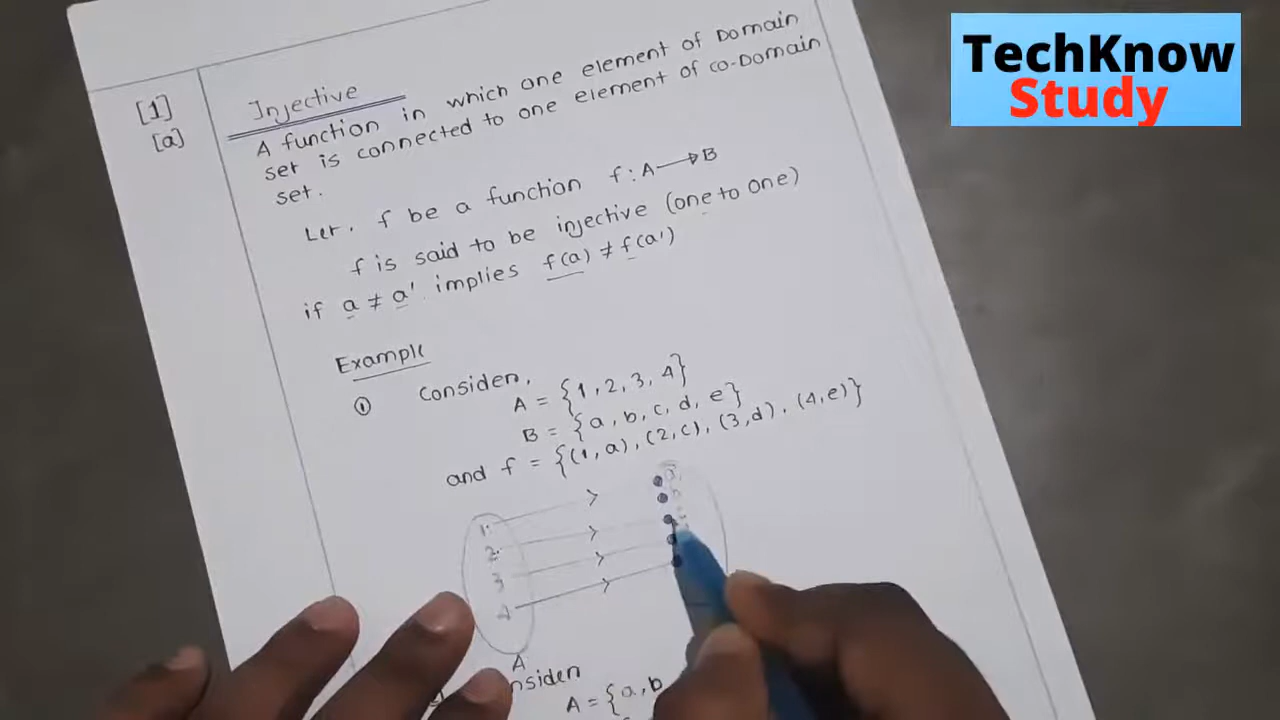 TechKnow
Study
[1]
[a]
Injective
A function in which one element of Domain
set is connected to one element of co-Domain
set.
Let. f be a function f : A → B
f is said to be injective (one to one)
if a ≠ a' implies f(a) ≠ f(a')
Example
① Consider,
A = {1, 2, 3, 4}
B = {a, b, c, d, e}
and f = {(1, a), (2, c), (3, d), (4, e)}
1
2
3
4
a
b
A
A = {a, b